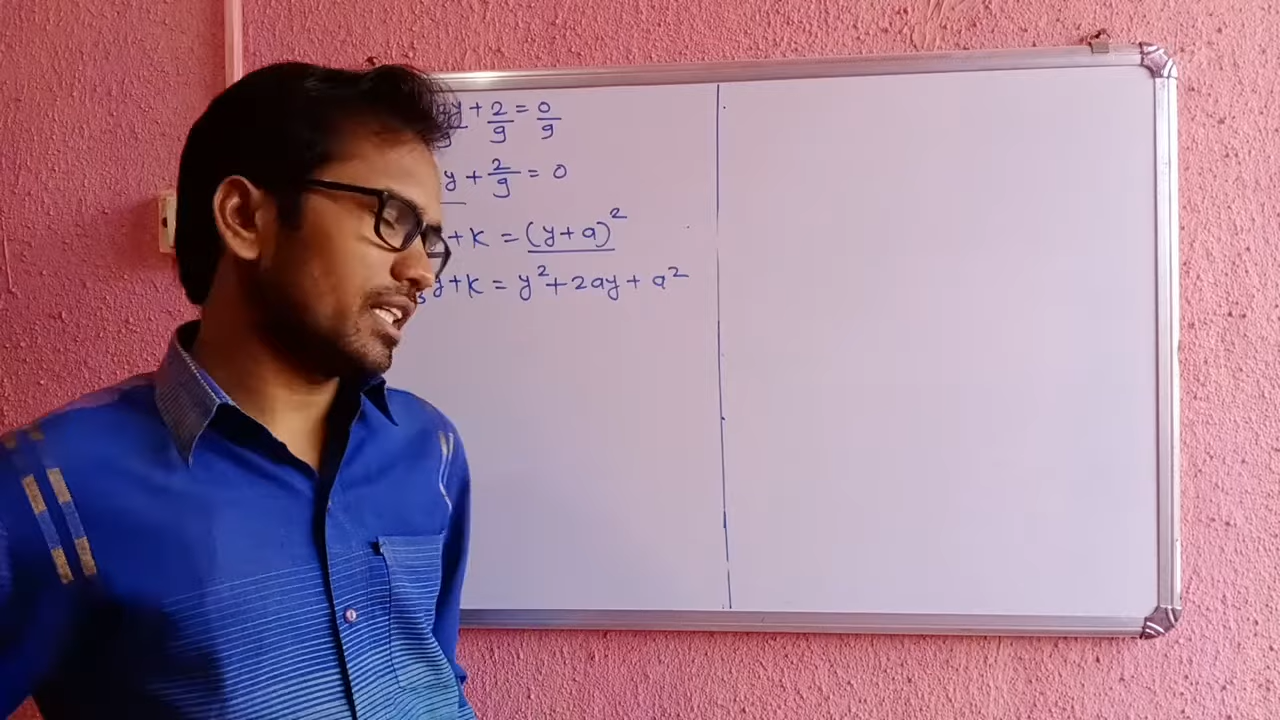 y + 2/9 = 0/9
y + 2/9 = 0
+ k = (y+a)²
y + k = y² + 2ay + a²